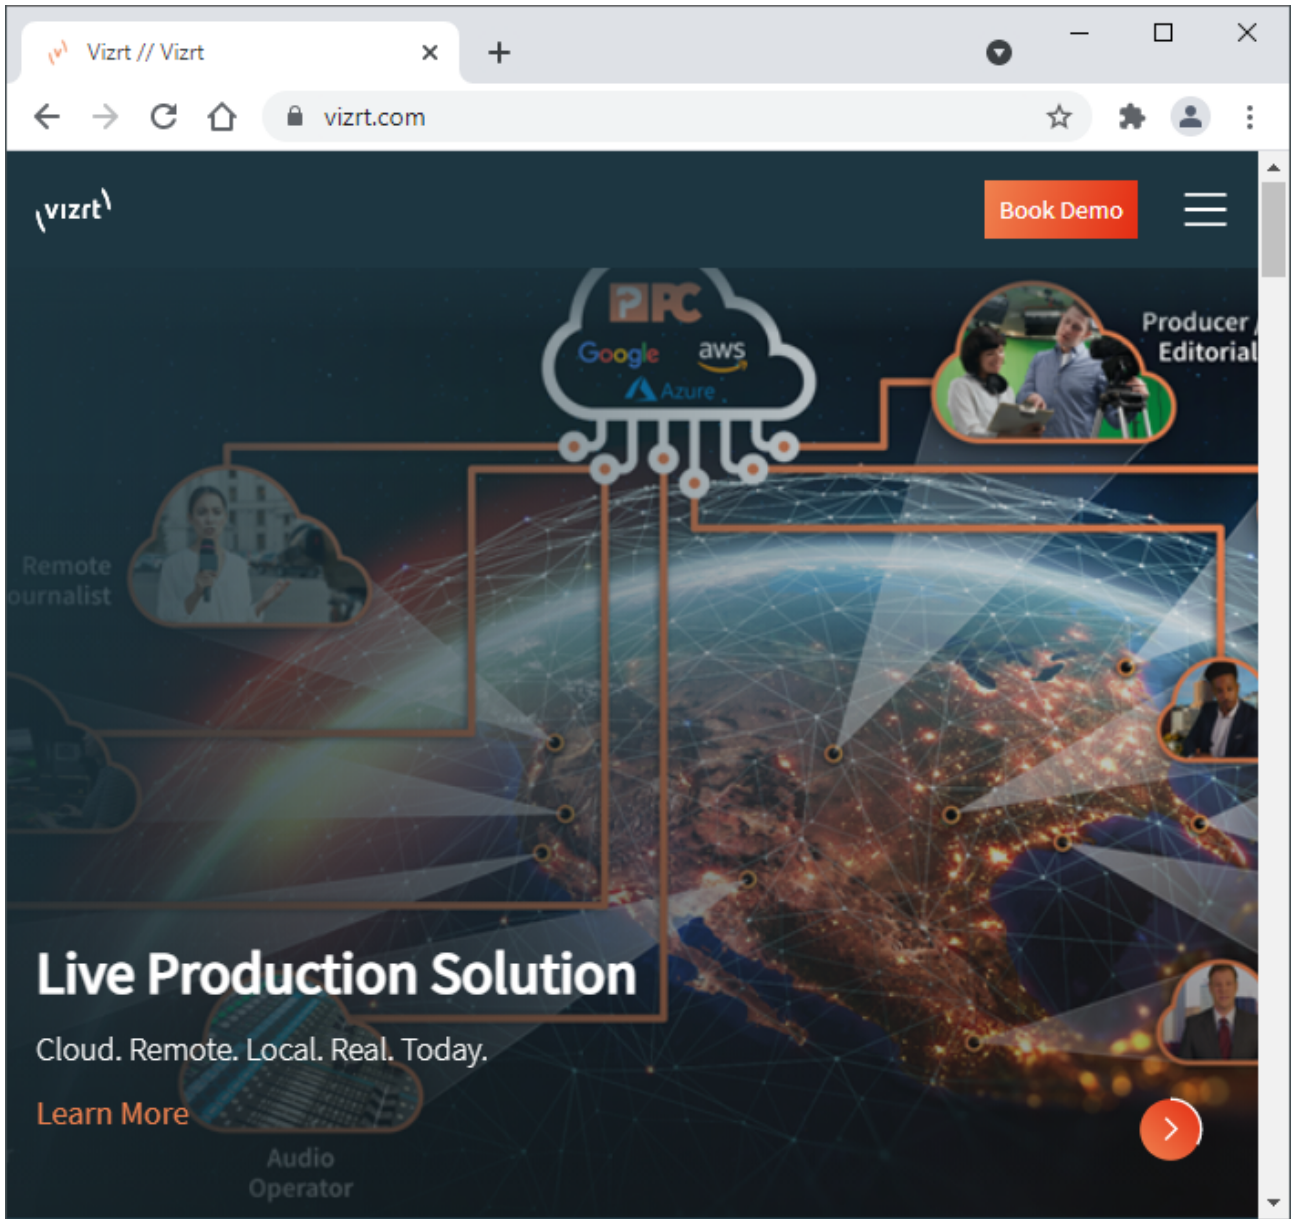 Vizrt // Vizrt
vizrt.com
vizrt
Book Demo
PRC
Google aws
Azure
Producer /
Editorial
Remote
ournalist
Live Production Solution
Cloud. Remote. Local. Real. Today.
Learn More
Audio
Operator